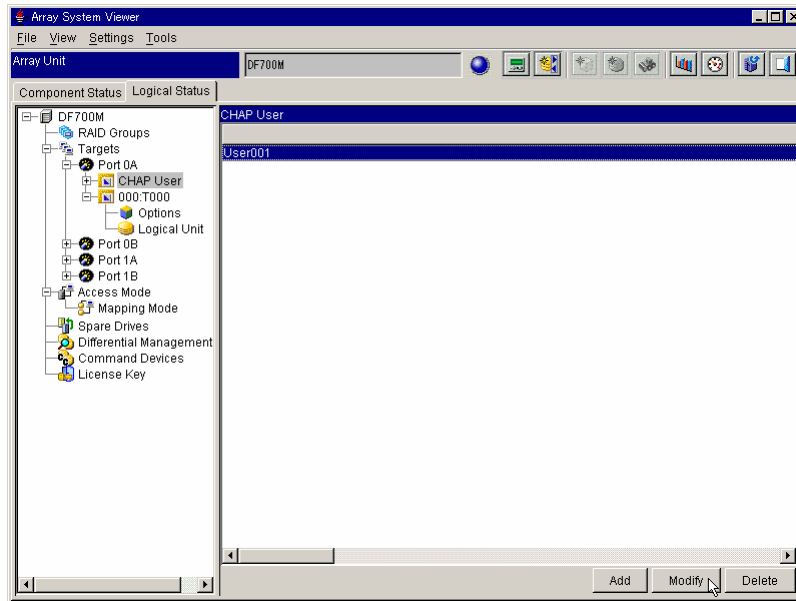 Array System Viewer
File View Settings Tools
Array Unit
DF700M
Component Status Logical Status
DF700M
RAID Groups
Targets
Port 0A
CHAP User
000:T000
Options
Logical Unit
Port 0B
Port 1A
Port 1B
Access Mode
Mapping Mode
Spare Drives
Differential Management
Command Devices
License Key
CHAP User
User001
Add Modify Delete